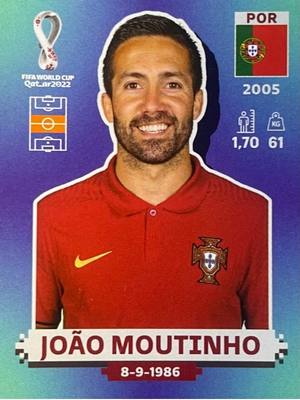 POR
FIFA WORLD CUP
Qatar2022
2005
KG
1,70 61
JOÃO MOUTINHO
8-9-1986